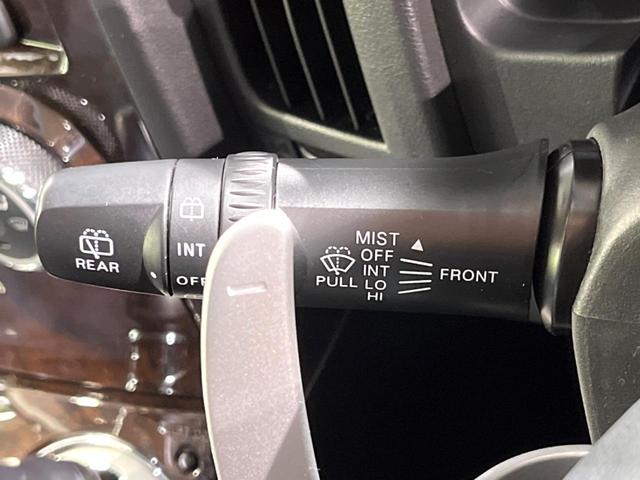 REAR
INT
OFF
PULL
MIST
OFF
INT
LO
HI
FRONT